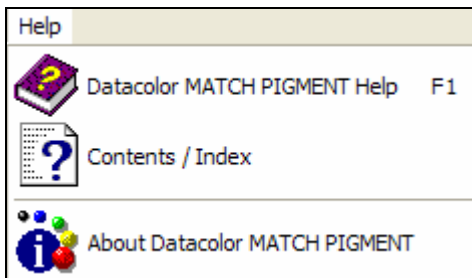 Help
Datacolor MATCH PIGMENT Help F1
Contents / Index
About Datacolor MATCH PIGMENT